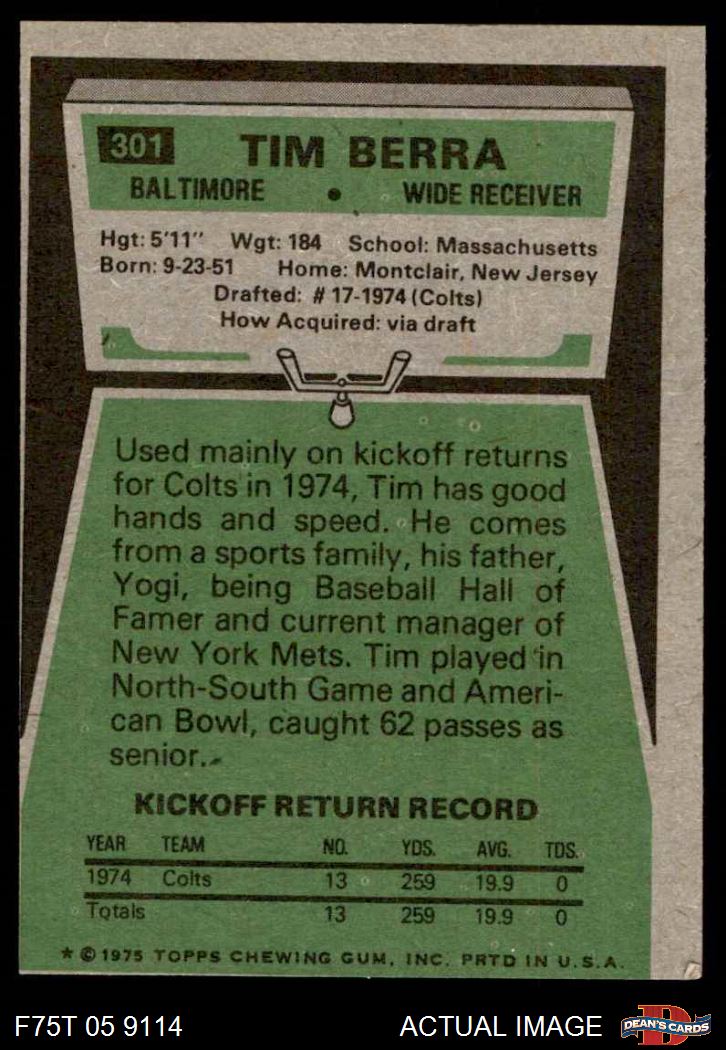 301 TIM BERRA
BALTIMORE • WIDE RECEIVER
Hgt: 5'11" Wgt: 184 School: Massachusetts
Born: 9-23-51 Home: Montclair, New Jersey
Drafted: #17-1974 (Colts)
How Acquired: via draft
Used mainly on kickoff returns
for Colts in 1974, Tim has good
hands and speed. He comes
from a sports family, his father,
Yogi, being Baseball Hall of
Famer and current manager of
New York Mets. Tim played in
North-South Game and Ameri-
can Bowl, caught 62 passes as
senior.
KICKOFF RETURN RECORD
YEAR TEAM NO. YDS. AVG. TDS.
1974 Colts 13 259 19.9 0
Totals 13 259 19.9 0
* © 1975 TOPPS CHEWING GUM, INC. PRTD IN U.S.A.
F75T 05 9114 ACTUAL IMAGE D DEAN'S CARDS